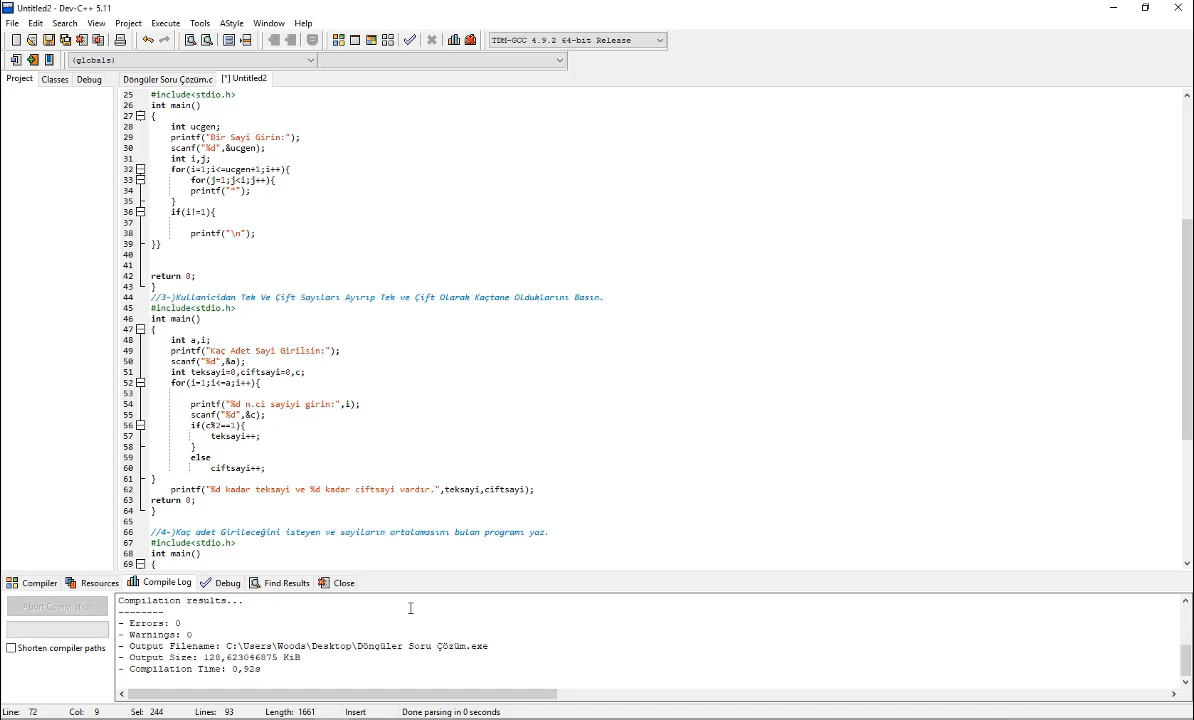 Untitled2 - Dev-C++ 5.11
File Edit Search View Project Execute Tools AStyle Window Help
TDM-GCC 4.9.2 64-bit Release
(globals)
Project Classes Debug Döngüler Soru Çözüm.c [*] Untitled2
25 #include<stdio.h>
26 int main()
27 {
28 int ucgen;
29 printf("Bir Sayi Girin:");
30 scanf("%d",&ucgen);
31 int i,j;
32 for(i=1;i<=ucgen+1;i++){
33 for(j=1;j<i;j++){
34 printf("*");
35 }
36 if(i!=1){
37
38 printf("\n");
39 }}
40
41
42 return 0;
43 }
44 //3-)Kullanicidan Tek Ve Çift Sayıları Ayırıp Tek ve Çift Olarak Kaçtane Olduklarını Basın.
45 #include<stdio.h>
46 int main()
47 {
48 int a,i;
49 printf("Kaç Adet Sayi Girilsin:");
50 scanf("%d",&a);
51 int teksayi=0,ciftsayi=0,c;
52 for(i=1;i<=a;i++){
53
54 printf("%d n.ci sayiyi girin:",i);
55 scanf("%d",&c);
56 if(c%2==1){
57 teksayi++;
58 }
59 else
60 ciftsayi++;
61 }
62 printf("%d kadar teksayi ve %d kadar ciftsayi vardır.",teksayi,ciftsayi);
63 return 0;
64 }
65
66 //4-)Kaç adet Girileceğini isteyen ve sayiların ortalamasını bulan programı yaz.
67 #include<stdio.h>
68 int main()
69 {
Compiler Resources Compile Log Debug Find Results Close
Abort Compilation
Shorten compiler paths
Compilation results...
--------
- Errors: 0
- Warnings: 0
- Output Filename: C:\Users\Woods\Desktop\Döngüler Soru Çözüm.exe
- Output Size: 128,623046875 KiB
- Compilation Time: 0,92s
Line: 72 Col: 9 Sel: 244 Lines: 93 Length: 1661 Insert Done parsing in 0 seconds